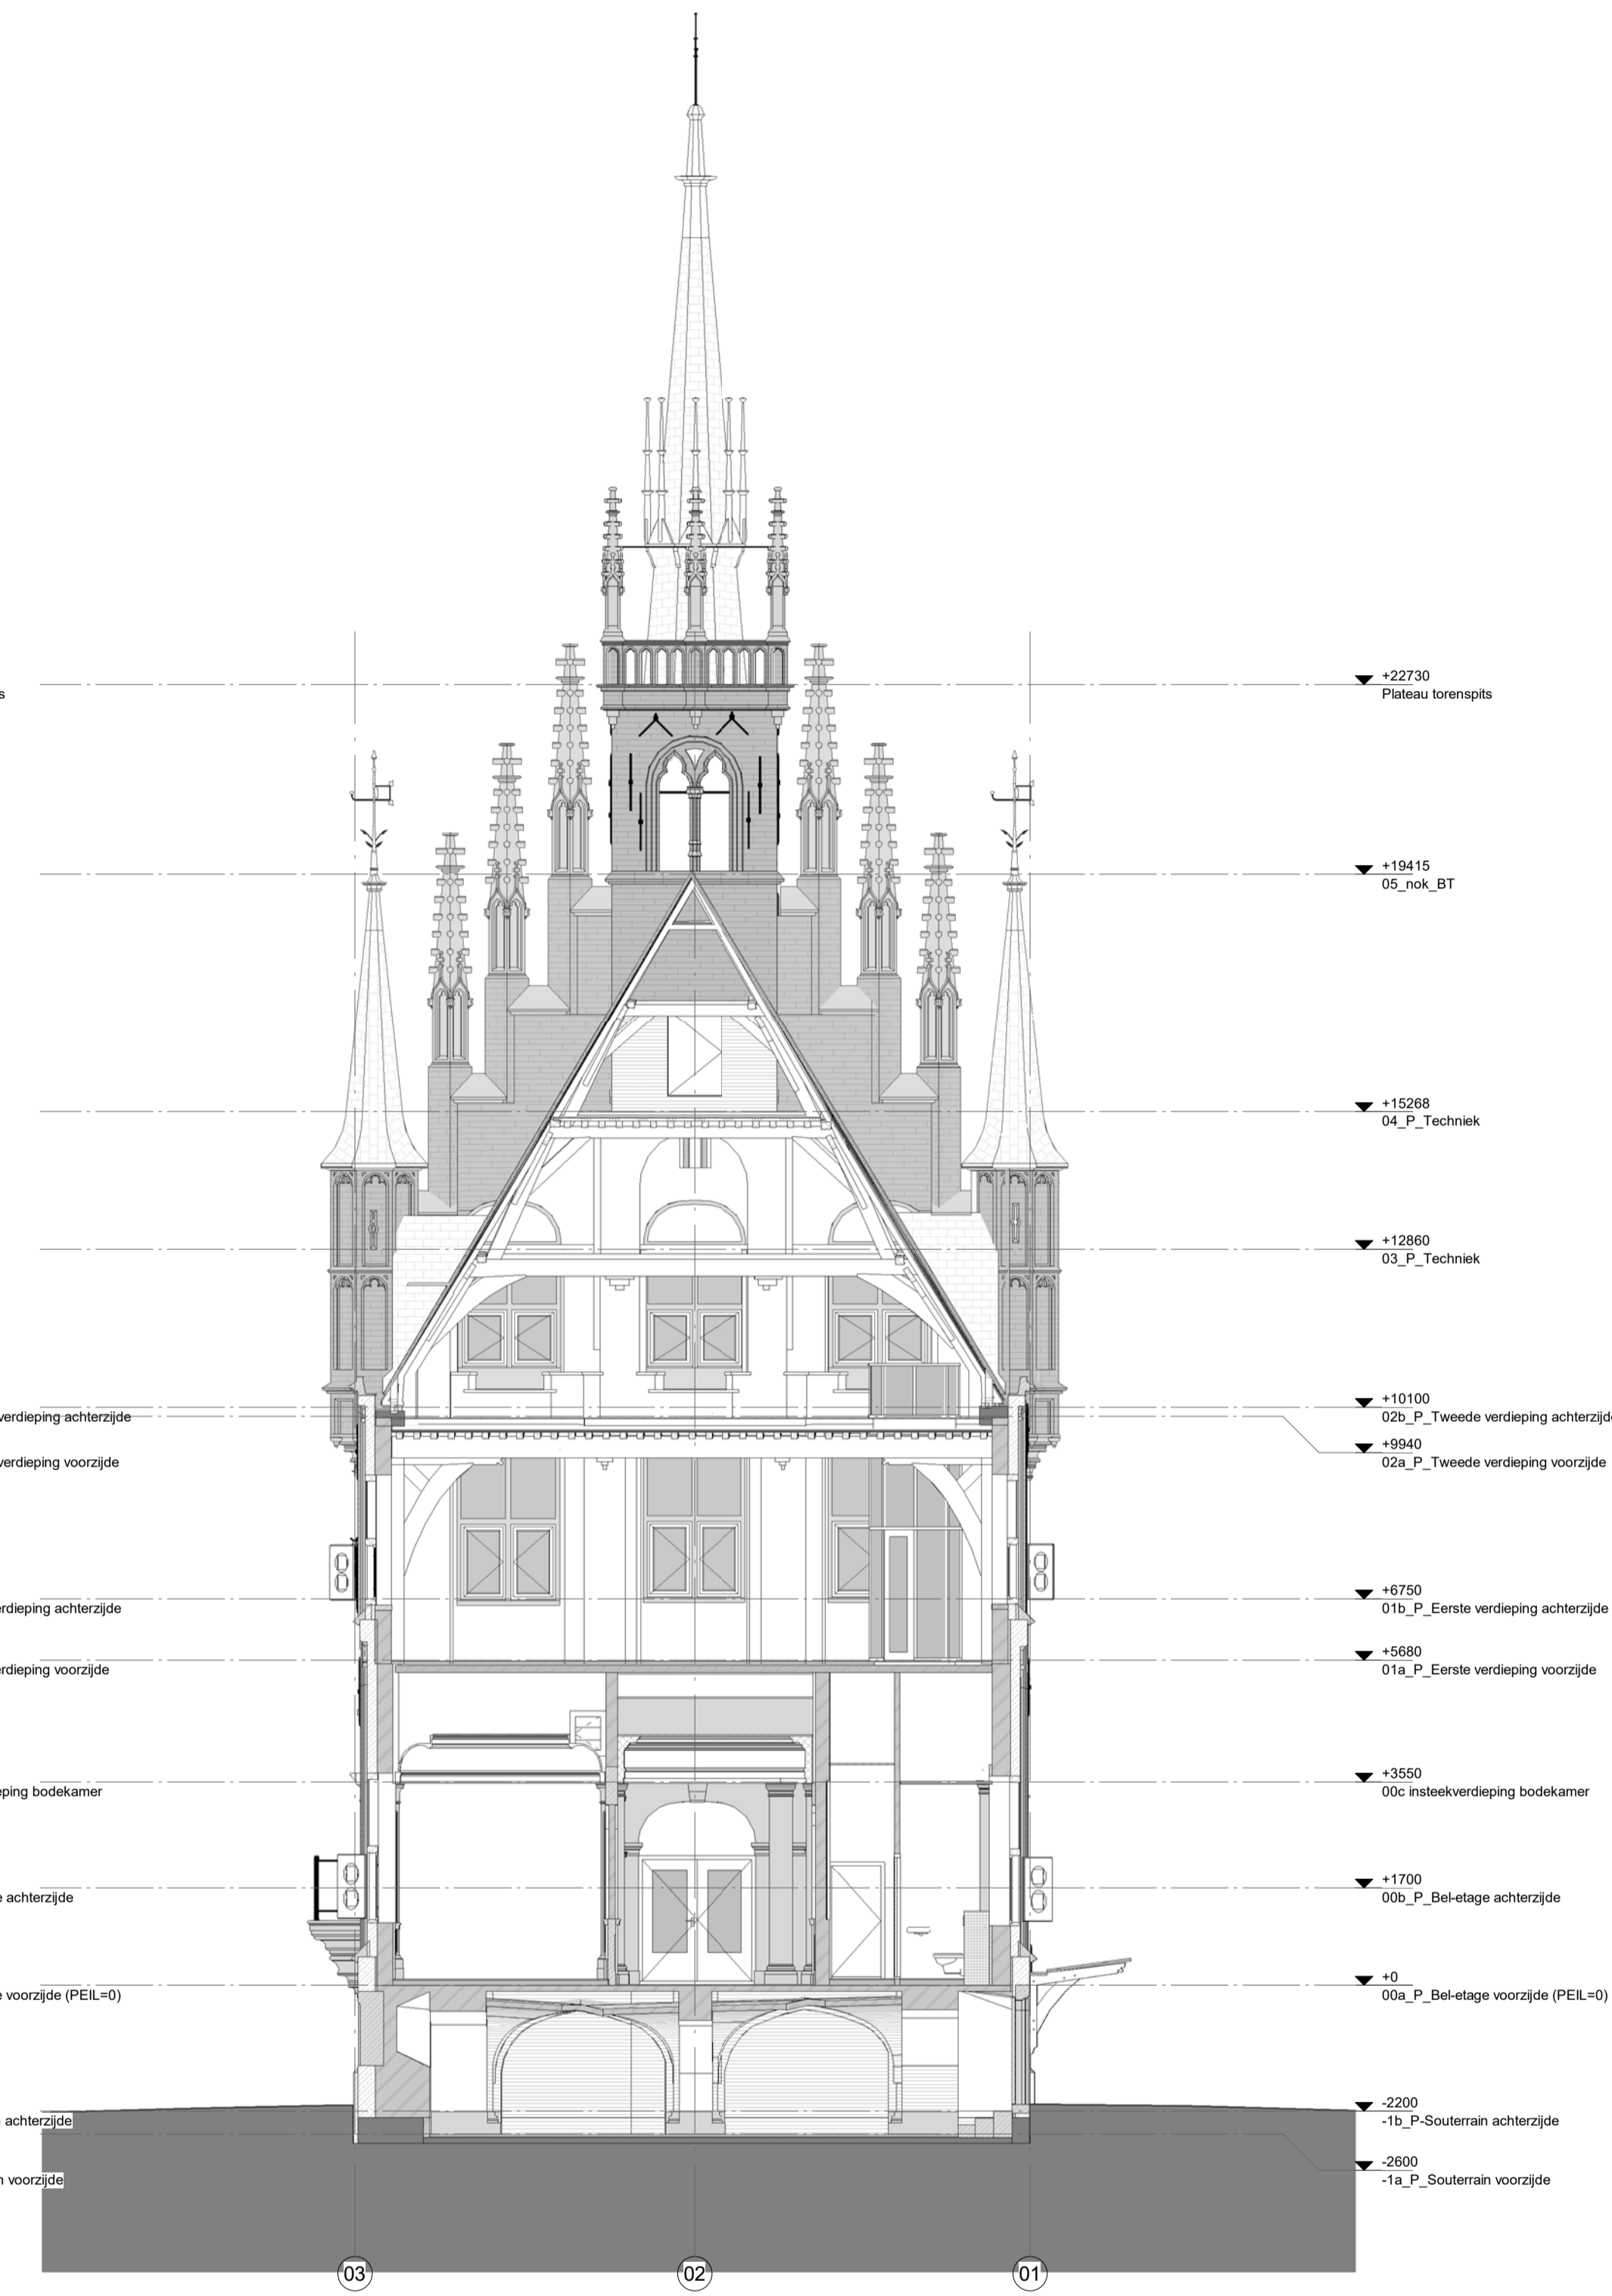 +22730
s
Plateau torenspits
+19415
05_nok_BT
+15268
04_P_Techniek
+12860
03_P_Techniek
+10100
verdieping achterzijde
02b_P_Tweede verdieping achterzijd
+9940
verdieping voorzijde
02a_P_Tweede verdieping voorzijde
+6750
erdieping achterzijde
01b_P_Eerste verdieping achterzijde
+5680
erdieping voorzijde
01a_P_Eerste verdieping voorzijde
+3550
eping bodekamer
00c insteekverdieping bodekamer
+1700
e achterzijde
00b_P_Bel-etage achterzijde
+0
e voorzijde (PEIL=0)
00a_P_Bel-etage voorzijde (PEIL=0)
-2200
n achterzijde
-1b_P-Souterrain achterzijde
-2600
n voorzijde
-1a_P_Souterrain voorzijde
03 02 01